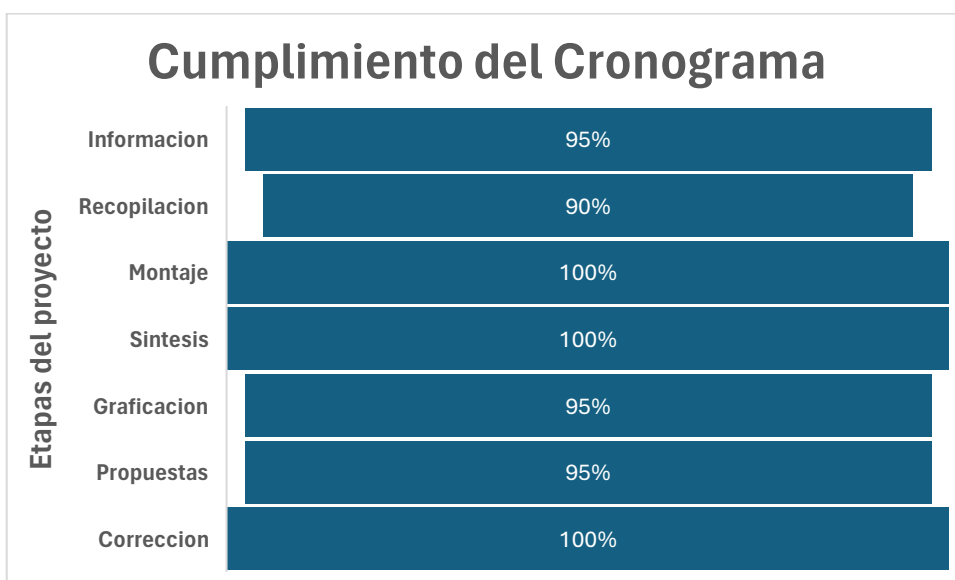 Cumplimiento del Cronograma
Etapas del proyecto
Informacion 95%
Recopilacion 90%
Montaje 100%
Sintesis 100%
Graficacion 95%
Propuestas 95%
Correccion 100%